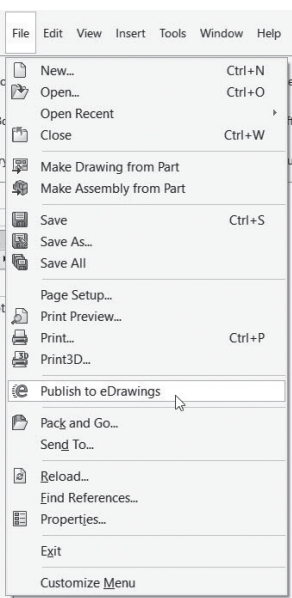 File Edit View Insert Tools Window Help
New... Ctrl+N
Open... Ctrl+O
Open Recent
Close Ctrl+W
Make Drawing from Part
Make Assembly from Part
Save Ctrl+S
Save As...
Save All
Page Setup...
Print Preview...
Print... Ctrl+P
Print3D...
Publish to eDrawings
Pack and Go...
Send To...
Reload...
Find References...
Properties...
Exit
Customize Menu